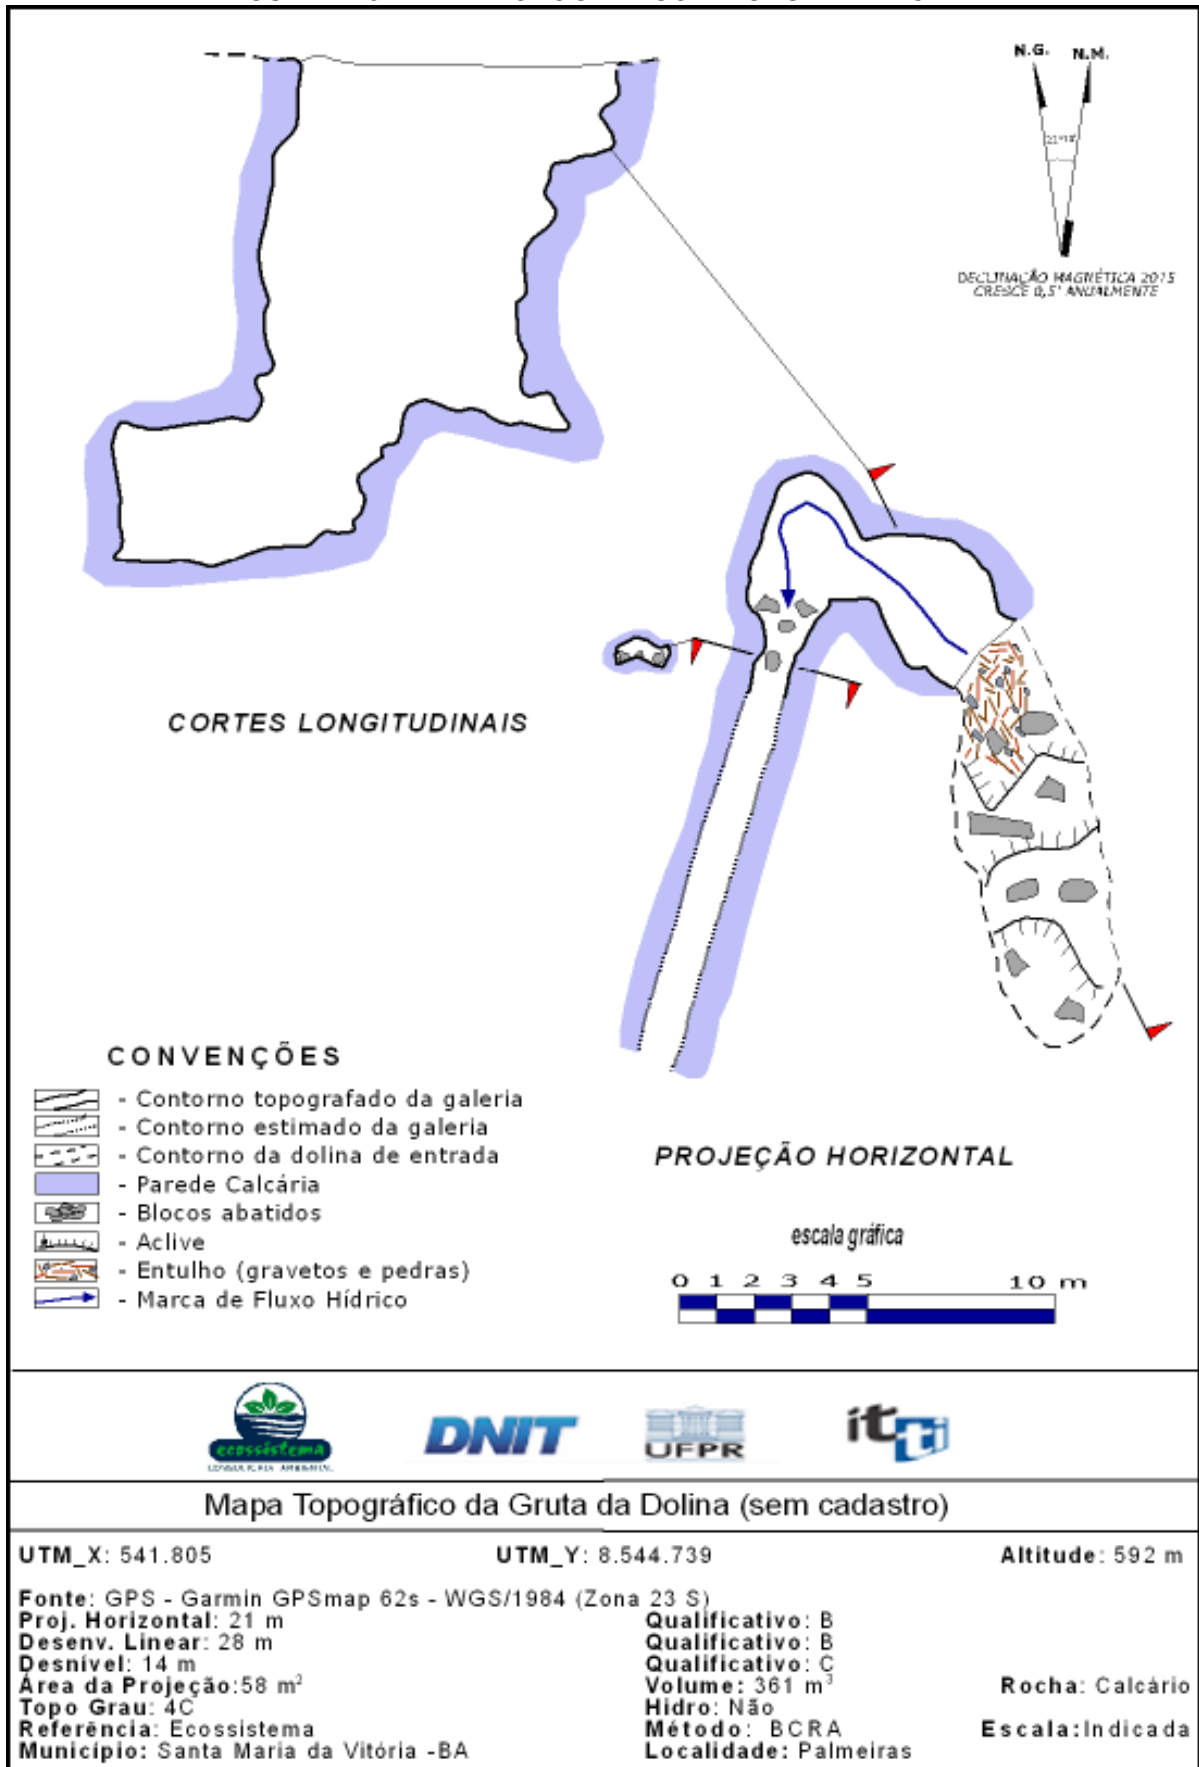 N.G. N.M.
DECLINAÇÃO MAGNÉTICA 2015
CRESCE 0,5' ANUALMENTE
CORTES LONGITUDINAIS
CONVENÇÕES
- Contorno topografado da galeria
- Contorno estimado da galeria
- Contorno da dolina de entrada
- Parede Calcária
- Blocos abatidos
- Aclive
- Entulho (gravetos e pedras)
- Marca de Fluxo Hídrico
PROJEÇÃO HORIZONTAL
escala gráfica
0 1 2 3 4 5 10 m
ecossistema
CONSULTORIA AMBIENTAL
DNIT
UFPR
itti
Mapa Topográfico da Gruta da Dolina (sem cadastro)
UTM_X: 541.805 UTM_Y: 8.544.739 Altitude: 592 m
Fonte: GPS - Garmin GPSmap 62s - WGS/1984 (Zona 23 S)
Proj. Horizontal: 21 m Qualificativo: B
Desenv. Linear: 28 m Qualificativo: B
Desnível: 14 m Qualificativo: C
Área da Projeção:58 m² Volume: 361 m³ Rocha: Calcário
Topo Grau: 4C Hidro: Não
Referência: Ecossistema Método: BCRA Escala:Indicada
Município: Santa Maria da Vitória -BA Localidade: Palmeiras